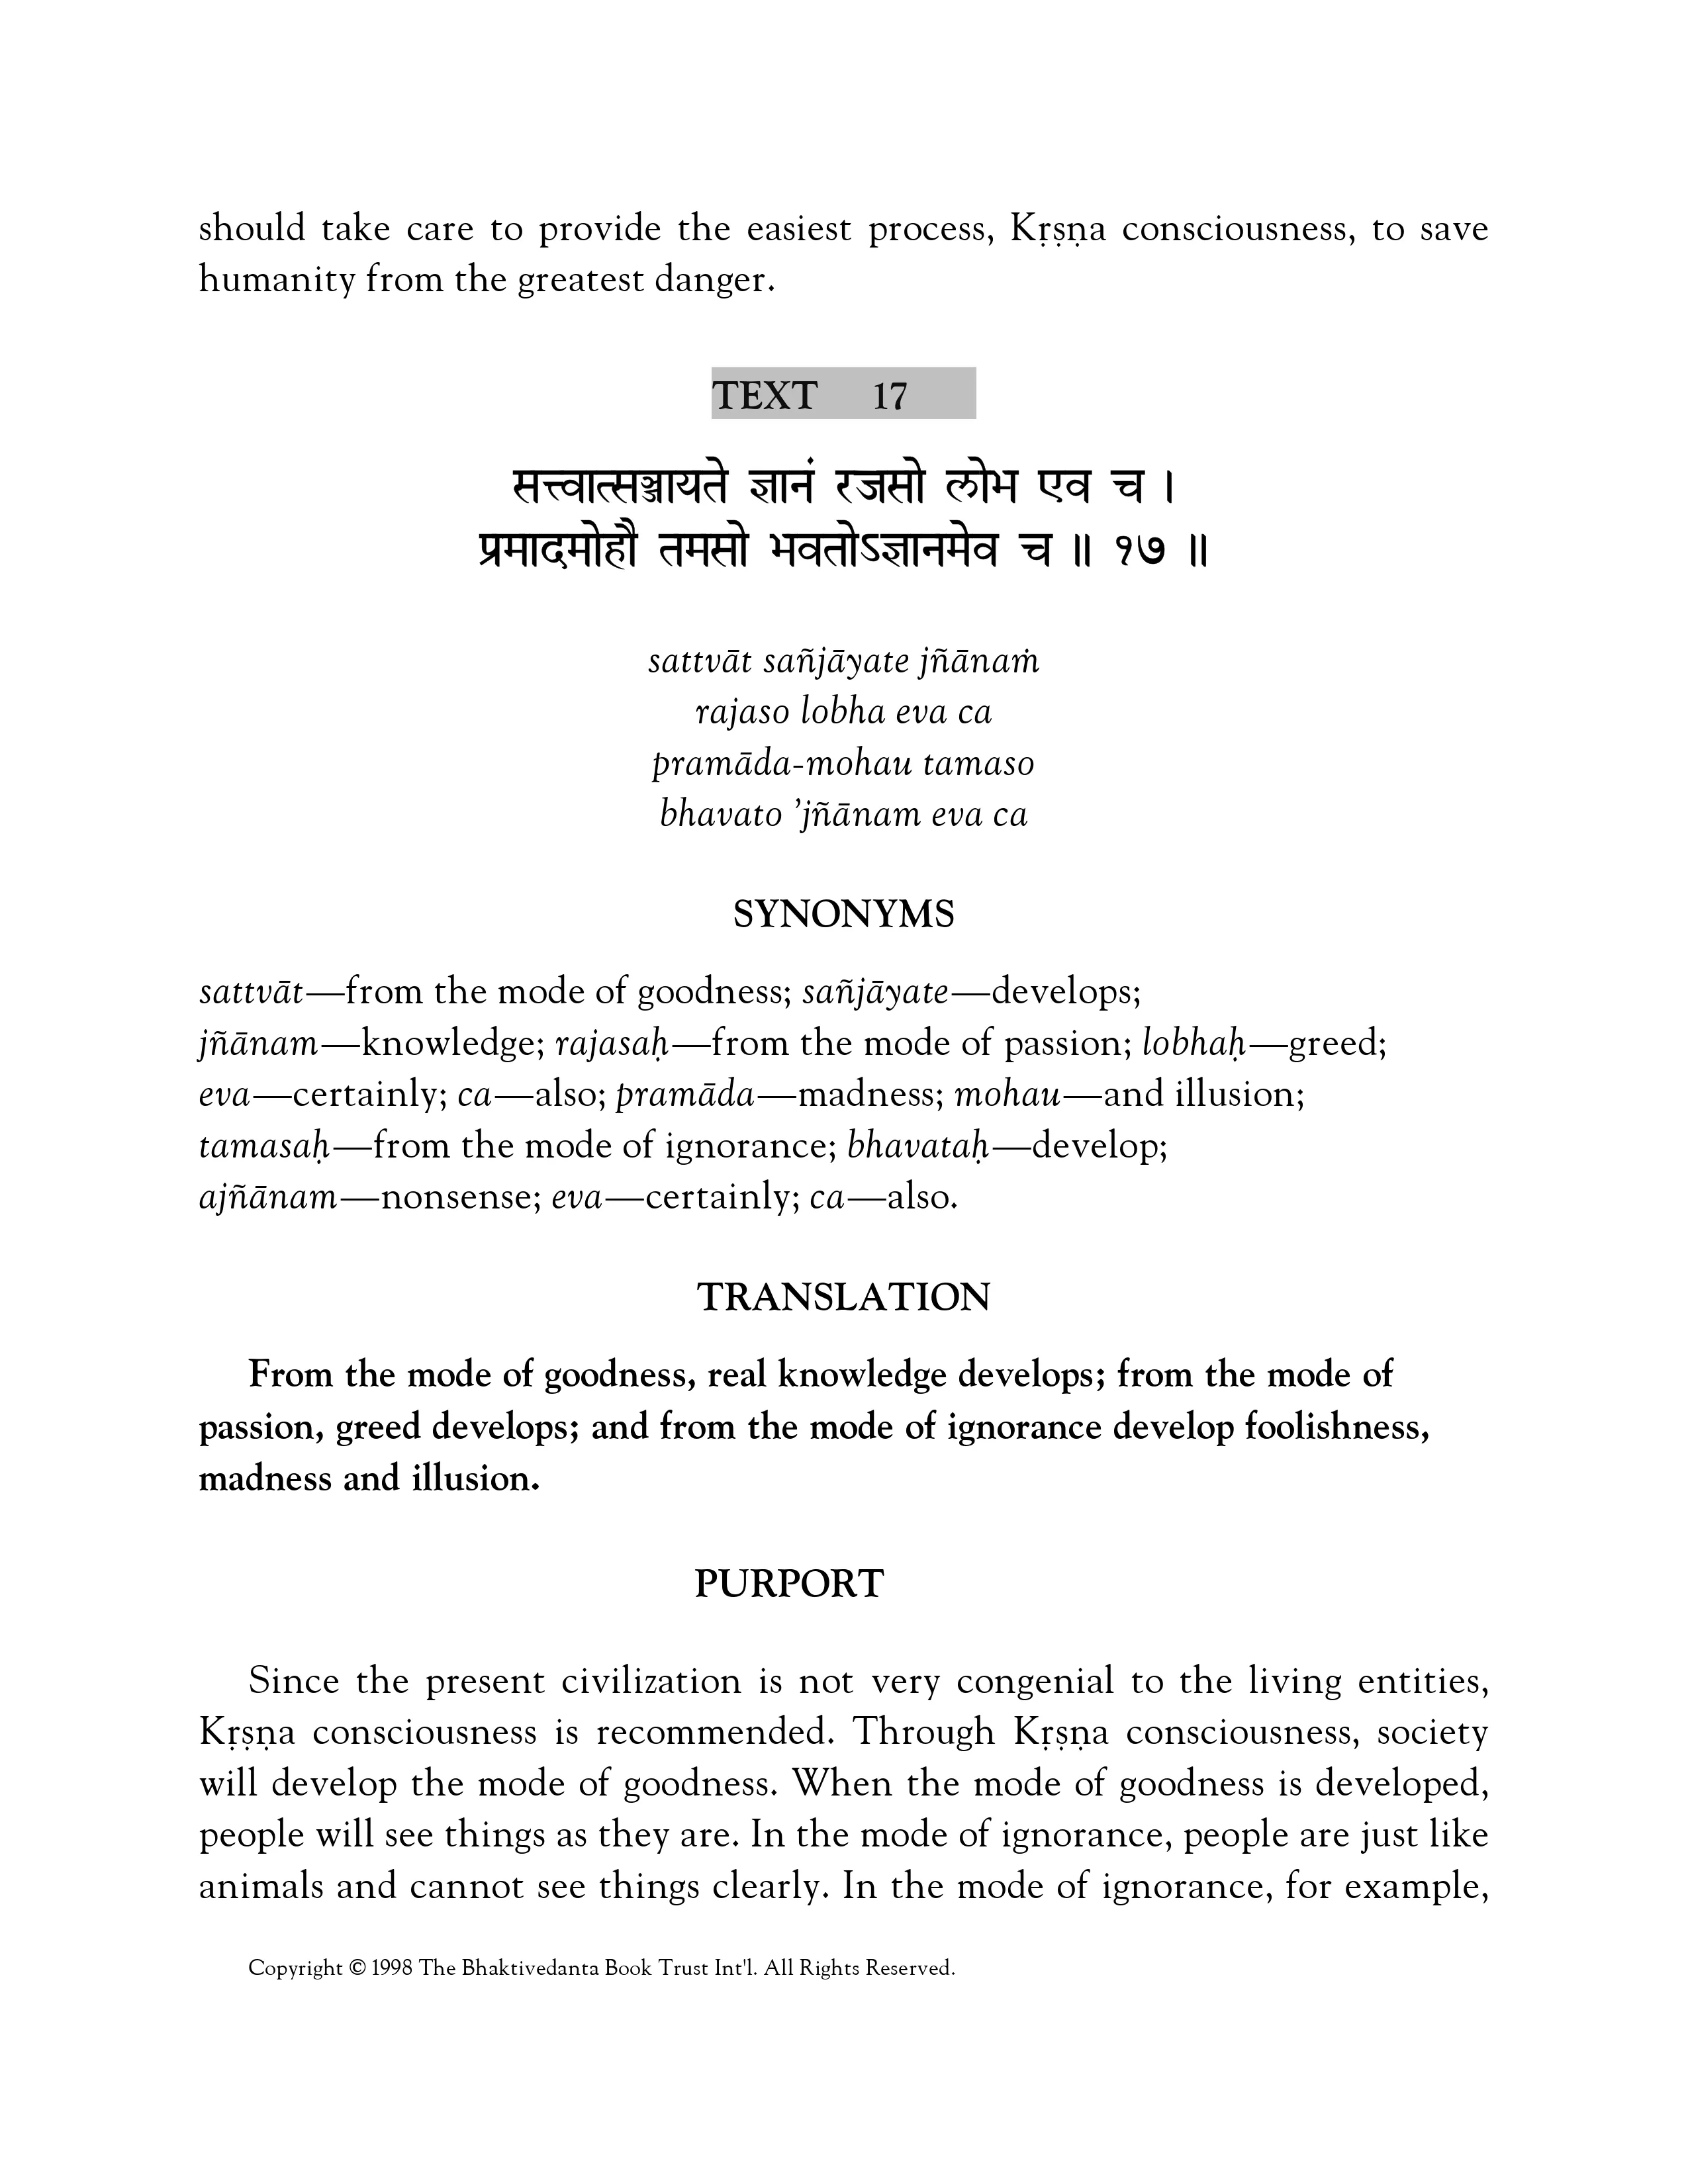 should take care to provide the easiest process, Kṛṣṇa consciousness, to save
humanity from the greatest danger.
TEXT 17
सत्त्वात्सञ्जायते ज्ञानं रजसो लोभ एव च ।
प्रमादमोहौ तमसो भवतोऽज्ञानमेव च ॥ १७ ॥
sattvāt sañjāyate jñānaṁ
rajaso lobha eva ca
pramāda-mohau tamaso
bhavato ’jñānam eva ca
SYNONYMS
sattvāt—from the mode of goodness; sañjāyate—develops;
jñānam—knowledge; rajasaḥ—from the mode of passion; lobhaḥ—greed;
eva—certainly; ca—also; pramāda—madness; mohau—and illusion;
tamasaḥ—from the mode of ignorance; bhavataḥ—develop;
ajñānam—nonsense; eva—certainly; ca—also.
TRANSLATION
From the mode of goodness, real knowledge develops; from the mode of
passion, greed develops; and from the mode of ignorance develop foolishness,
madness and illusion.
PURPORT
Since the present civilization is not very congenial to the living entities,
Kṛṣṇa consciousness is recommended. Through Kṛṣṇa consciousness, society
will develop the mode of goodness. When the mode of goodness is developed,
people will see things as they are. In the mode of ignorance, people are just like
animals and cannot see things clearly. In the mode of ignorance, for example,
Copyright © 1998 The Bhaktivedanta Book Trust Int'l. All Rights Reserved.